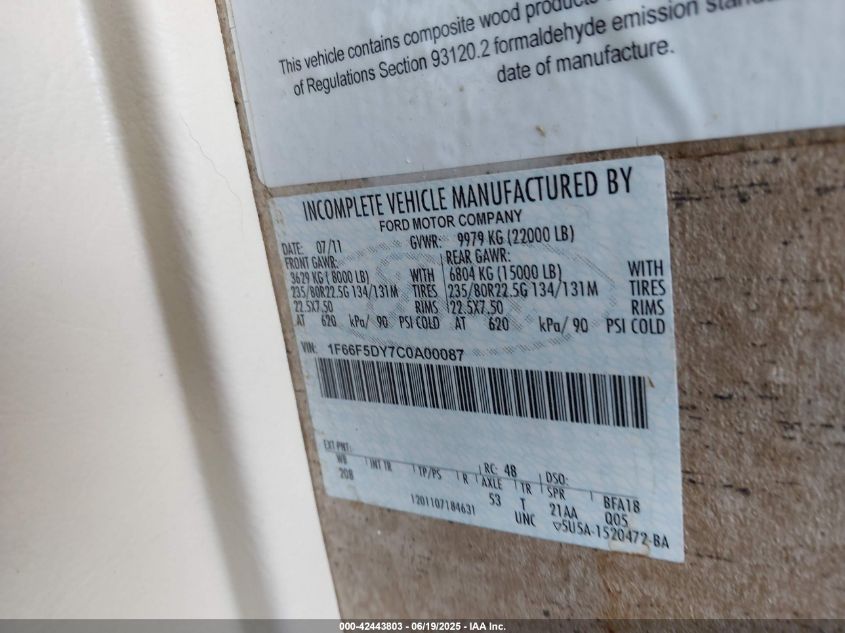 This vehicle contains composite wood products
of Regulations Section 93120.2 formaldehyde emission
date of manufacture.
INCOMPLETE VEHICLE MANUFACTURED BY
FORD MOTOR COMPANY
DATE: 07/11 GVWR: 9979 KG (22000 LB)
FRONT GAWR: REAR GAWR:
3629 KG ( 8000 LB) WITH 6804 KG (15000 LB) WITH
235/80R22.5G 134/131M TIRES 235/80R22.5G 134/131M TIRES
22.5X7.50 RIMS 22.5X7.50 RIMS
AT 620 kPa/ 90 PSI COLD AT 620 kPa/ 90 PSI COLD
VIN: 1F66F5DY7C0A00087
EXT PNT: RC: 48 DSO:
WB INT TR TP/PS R AXLE TR SPR BFA18
208 53 T 21AA Q05
1201107184631 UNC ▽5U5A-1520472-BA
000-42443803 - 06/19/2025 - IAA Inc.